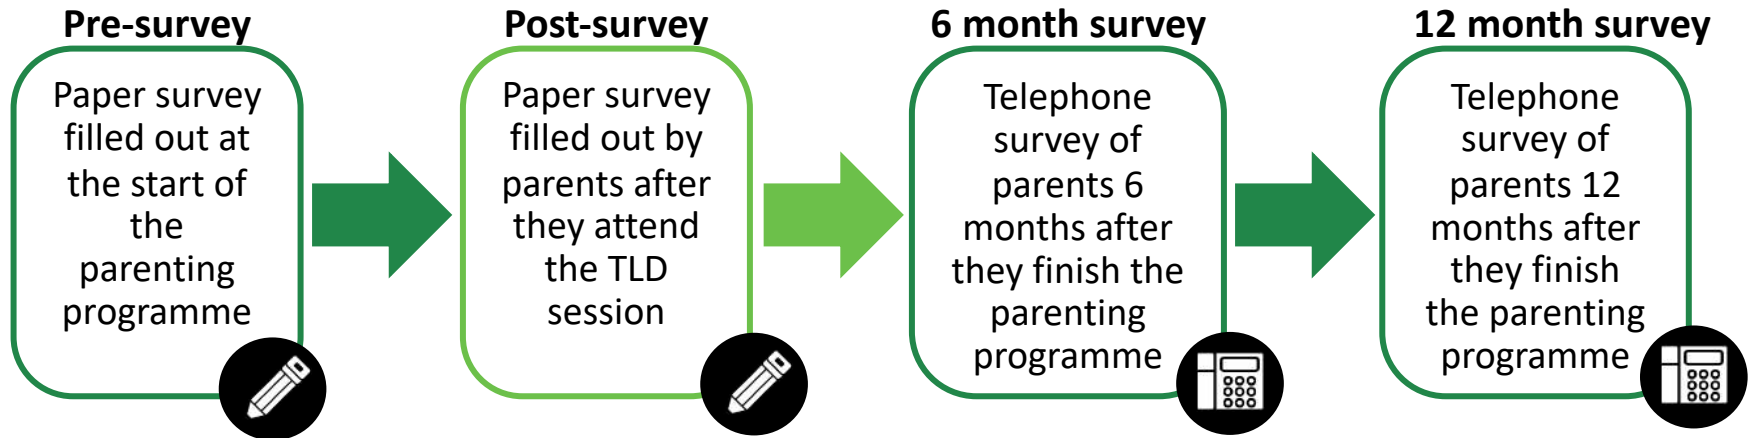 Pre-survey
Paper survey
filled out at
the start of
the
parenting
programme
Post-survey
Paper survey
filled out by
parents after
they attend
the TLD
session
6 month survey
Telephone
survey of
parents 6
months after
they finish the
parenting
programme
12 month survey
Telephone
survey of
parents 12
months after
they finish
the parenting
programme